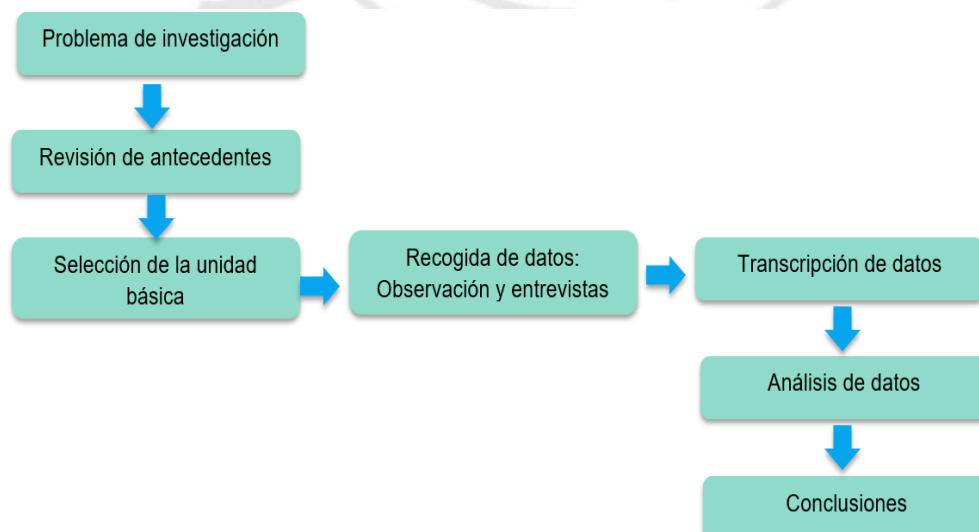 Problema de investigación
Revisión de antecedentes
Selección de la unidad
básica
Recogida de datos:
Observación y entrevistas
Transcripción de datos
Análisis de datos
Conclusiones